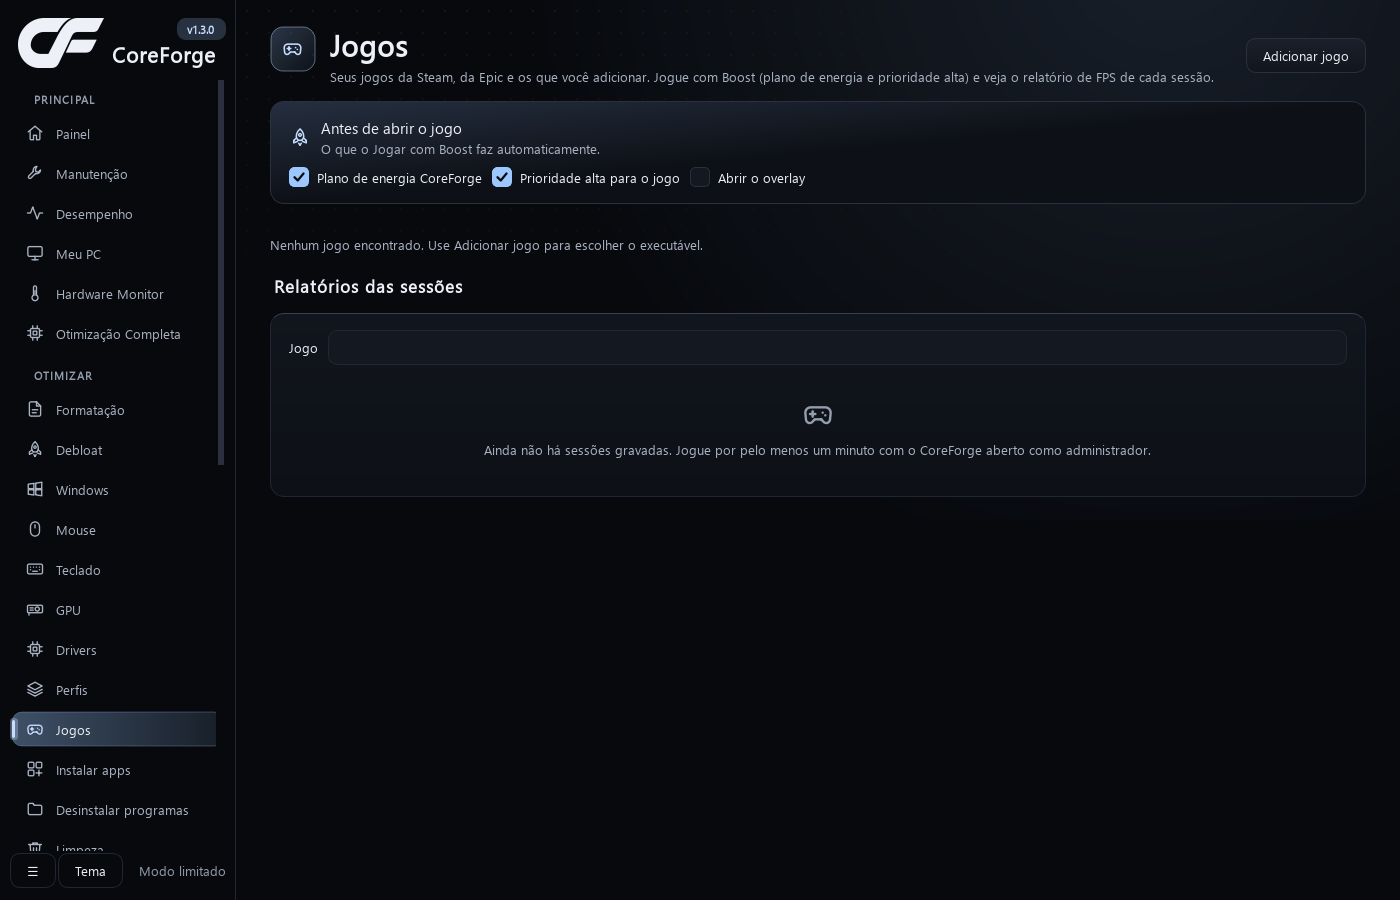 v1.3.0
CoreForge
PRINCIPAL
Painel
Manutenção
Desempenho
Meu PC
Hardware Monitor
Otimização Completa
OTIMIZAR
Formatação
Debloat
Windows
Mouse
Teclado
GPU
Drivers
Perfis
Jogos
Instalar apps
Desinstalar programas
Limpeza
Tema
Modo limitado
Jogos
Seus jogos da Steam, da Epic e os que você adicionar. Jogue com Boost (plano de energia e prioridade alta) e veja o relatório de FPS de cada sessão.
Adicionar jogo
Antes de abrir o jogo
O que o Jogar com Boost faz automaticamente.
Plano de energia CoreForge
Prioridade alta para o jogo
Abrir o overlay
Nenhum jogo encontrado. Use Adicionar jogo para escolher o executável.
Relatórios das sessões
Jogo
Ainda não há sessões gravadas. Jogue por pelo menos um minuto com o CoreForge aberto como administrador.